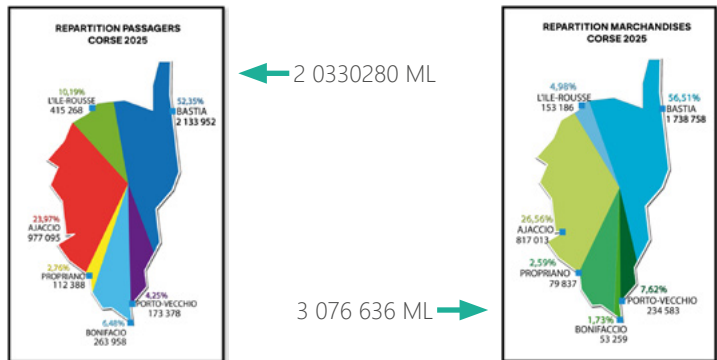 REPARTITION PASSAGERS
CORSE 2025
10,19%
L'ILE-ROUSSE
415 268
52,35%
BASTIA
2 133 952
23,97%
AJACCIO
977 095
2,76%
PROPRIANO
112 388
4,25%
PORTO-VECCHIO
173 378
6,48%
BONIFACIO
263 958
2 0330280 ML
3 076 636 ML
REPARTITION MARCHANDISES
CORSE 2025
4,98%
L'ILE-ROUSSE
153 186
56,51%
BASTIA
1 738 758
26,56%
AJACCIO
817 013
2,59%
PROPRIANO
79 837
7,62%
PORTO-VECCHIO
234 583
1,73%
BONIFACCIO
53 259